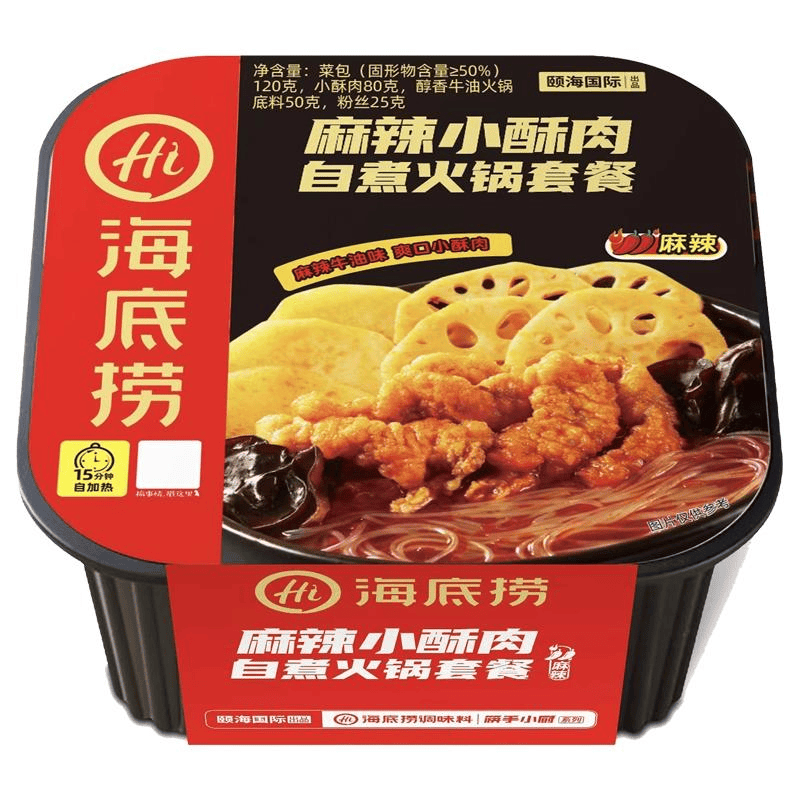 净含量：菜包（固形物含量≥50%）
120克，小酥肉80克，醇香牛油火锅
底料50克，粉丝25克
颐海国际 出品
Hi
海底捞
麻辣小酥肉
自煮火锅套餐
麻辣牛油味 爽口小酥肉
麻辣
15分钟
自加热
图片仅供参考
Hi 海底捞
麻辣小酥肉
自煮火锅套餐
麻辣
颐海国际 出品 Hi 海底捞调味料 筷手小厨 系列